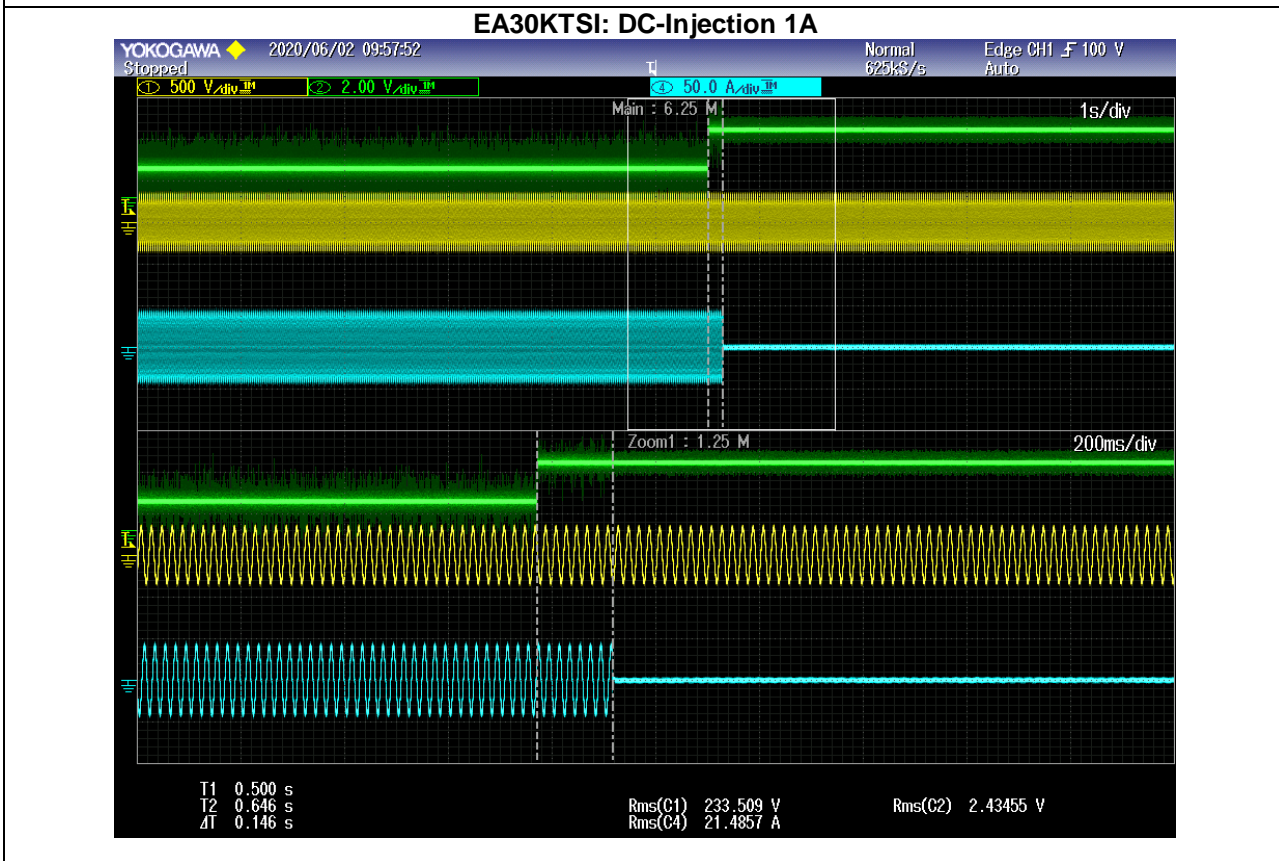 EA30KTSI: DC-Injection 1A
YOKOGAWA 2020/06/02 09:57:52 Normal Edge CH1 100 V
Stopped 625kS/s Auto
1 500 V/div 1M 2 2.00 V/div 1M 4 50.0 A/div 1M
Main : 6.25 M 1s/div
Zoom1 : 1.25 M 200ms/div
T1 0.500 s
T2 0.646 s Rms(C1) 233.509 V Rms(C2) 2.43455 V
ΔT 0.146 s Rms(C4) 21.4857 A